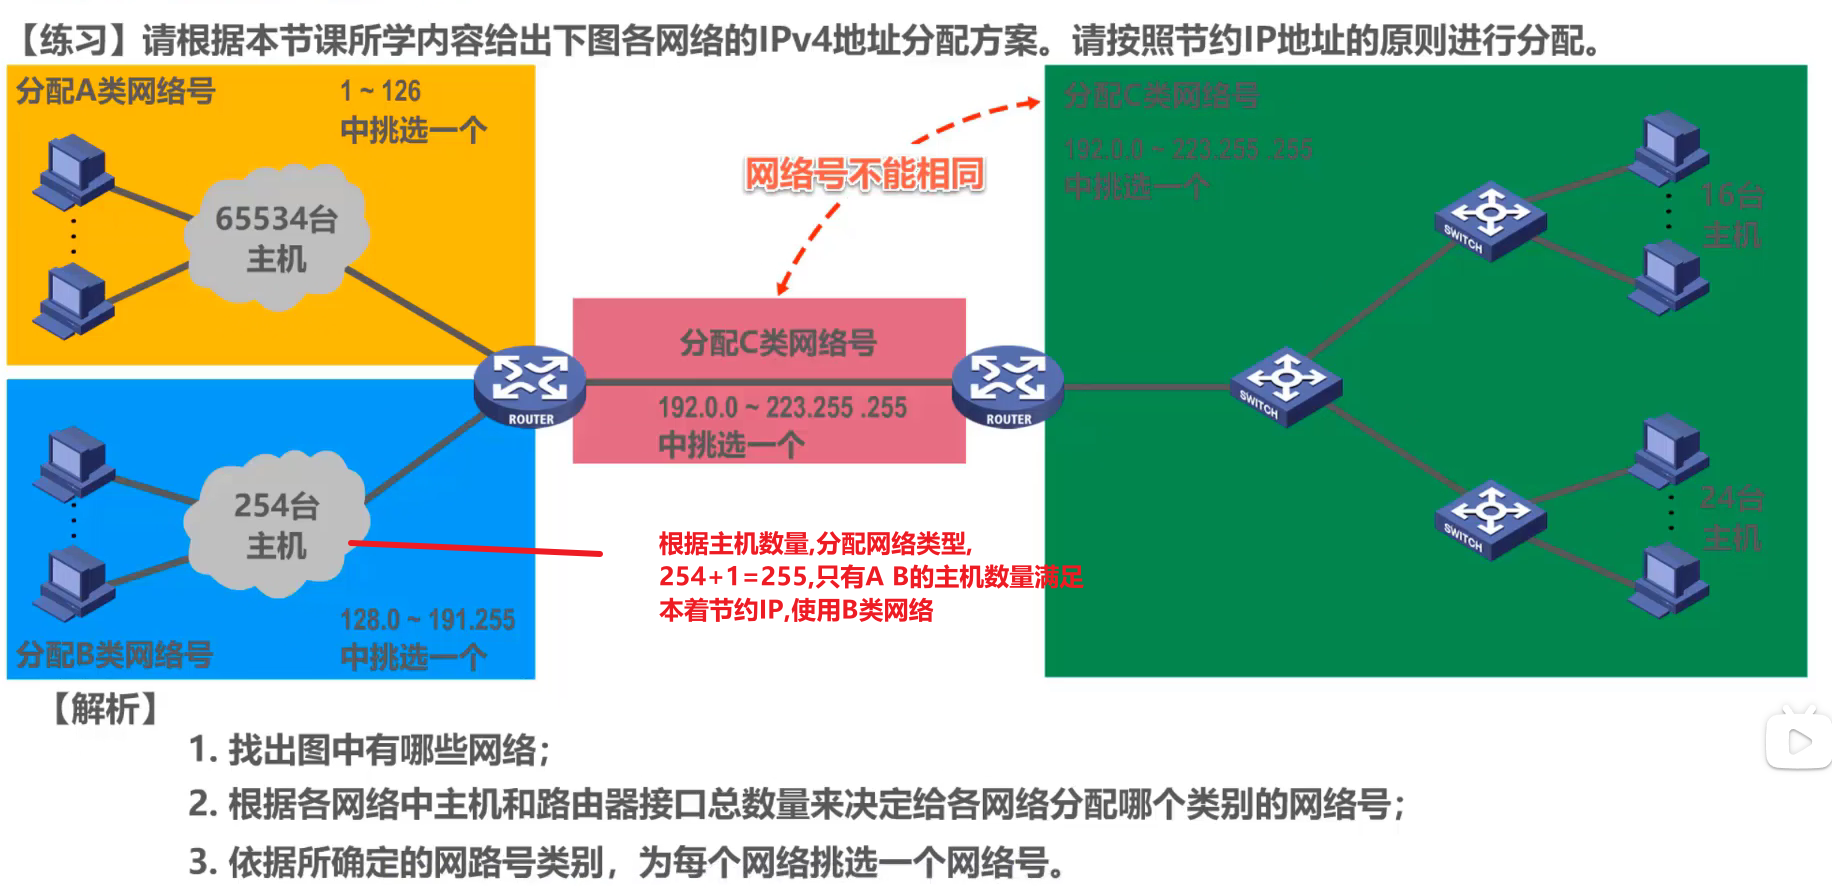 【练习】请根据本节课所学内容给出下图各网络的IPv4地址分配方案。请按照节约IP地址的原则进行分配。
分配A类网络号
1 ~ 126
中挑选一个
65534台
主机
分配B类网络号
128.0 ~ 191.255
中挑选一个
254台
主机
ROUTER
网络号不能相同
分配C类网络号
192.0.0 ~ 223.255 .255
中挑选一个
ROUTER
根据主机数量,分配网络类型,
254+1=255,只有A B的主机数量满足
本着节约IP,使用B类网络
分配C类网络号
192.0.0 ~ 223.255 .255
中挑选一个
SWITCH
16台
主机
SWITCH
SWITCH
24台
主机
【解析】
1. 找出图中有哪些网络；
2. 根据各网络中主机和路由器接口总数量来决定给各网络分配哪个类别的网络号；
3. 依据所确定的网路号类别，为每个网络挑选一个网络号。